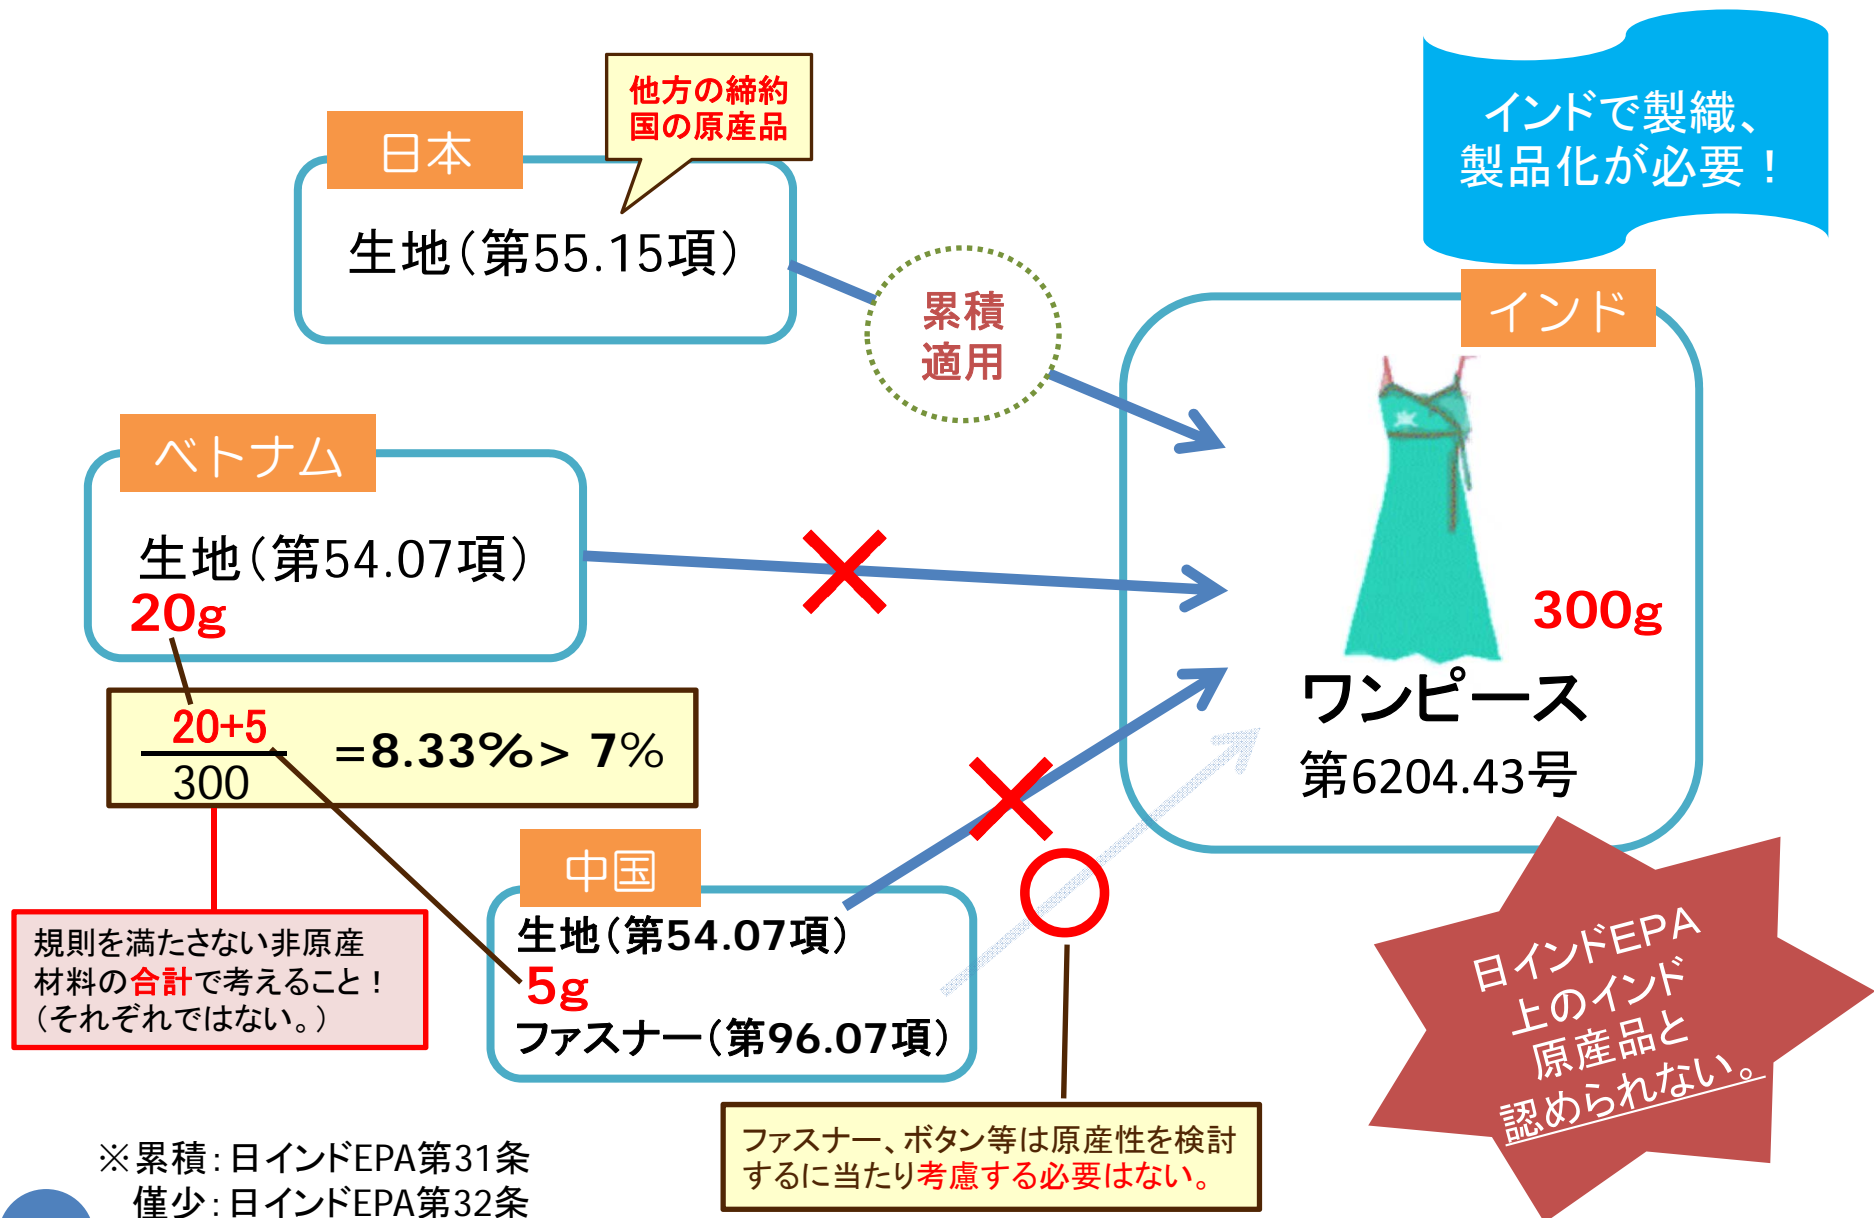 他方の締約
国の原産品
日本
生地(第55.15項)
累積
適用
インドで製織、
製品化が必要！
インド
300g
ワンピース
第6204.43号
ベトナム
生地(第54.07項)
20g
20+5
300
=8.33%> 7%
規則を満たさない非原産
材料の合計で考えること！
(それぞれではない。)
中国
生地(第54.07項)
5g
ファスナー(第96.07項)
ファスナー、ボタン等は原産性を検討
するに当たり考慮する必要はない。
日インドEPA
上のインド
原産品と
認められない。
※累積：日インドEPA第31条
僅少：日インドEPA第32条